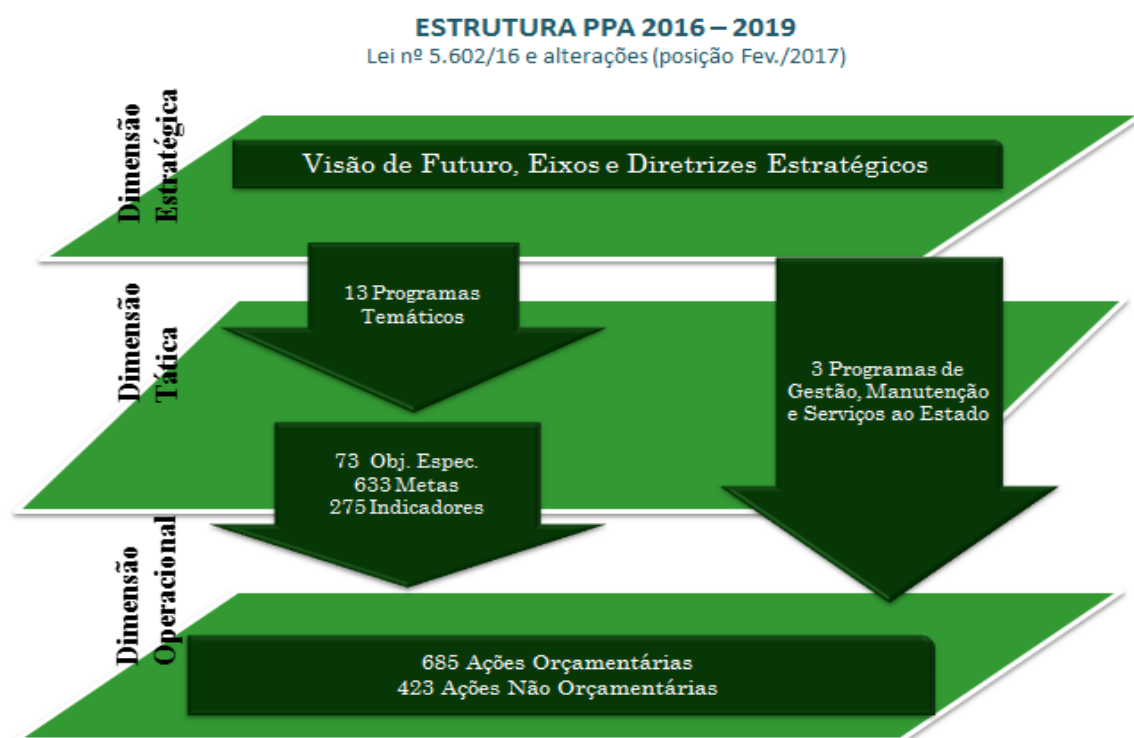 ESTRUTURA PPA 2016 – 2019
Lei nº 5.602/16 e alterações (posição Fev./2017)
Dimensão
Estratégica
Visão de Futuro, Eixos e Diretrizes Estratégicos
Dimensão
Tática
13 Programas
Temáticos
3 Programas de
Gestão, Manutenção
e Serviços ao Estado
73 Obj. Espec.
633 Metas
275 Indicadores
Dimensão
Operacional
685 Ações Orçamentárias
423 Ações Não Orçamentárias